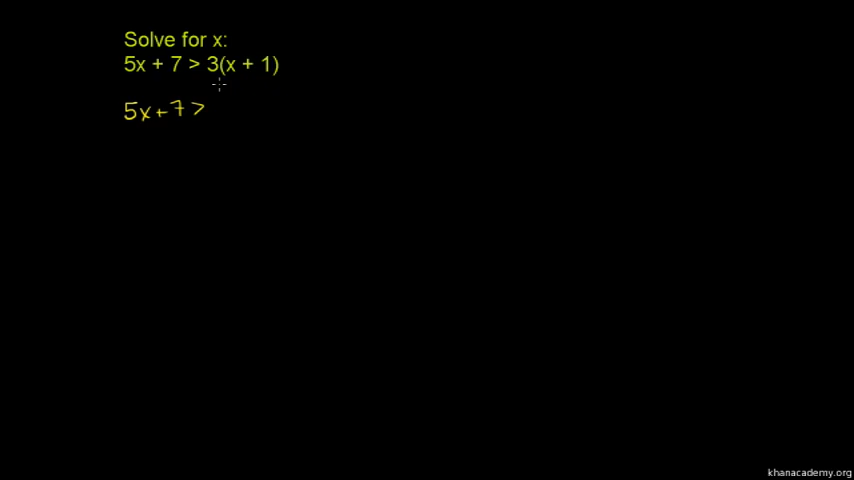 Solve for x:
5x + 7 > 3(x + 1)
5x+7>
khanacademy.org